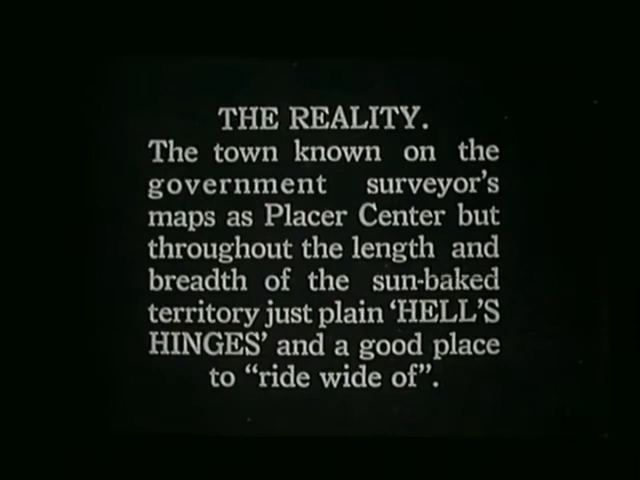 THE REALITY.
The town known on the
government surveyor's
maps as Placer Center but
throughout the length and
breadth of the sun-baked
territory just plain ‘HELL'S
HINGES’ and a good place
to “ride wide of”.